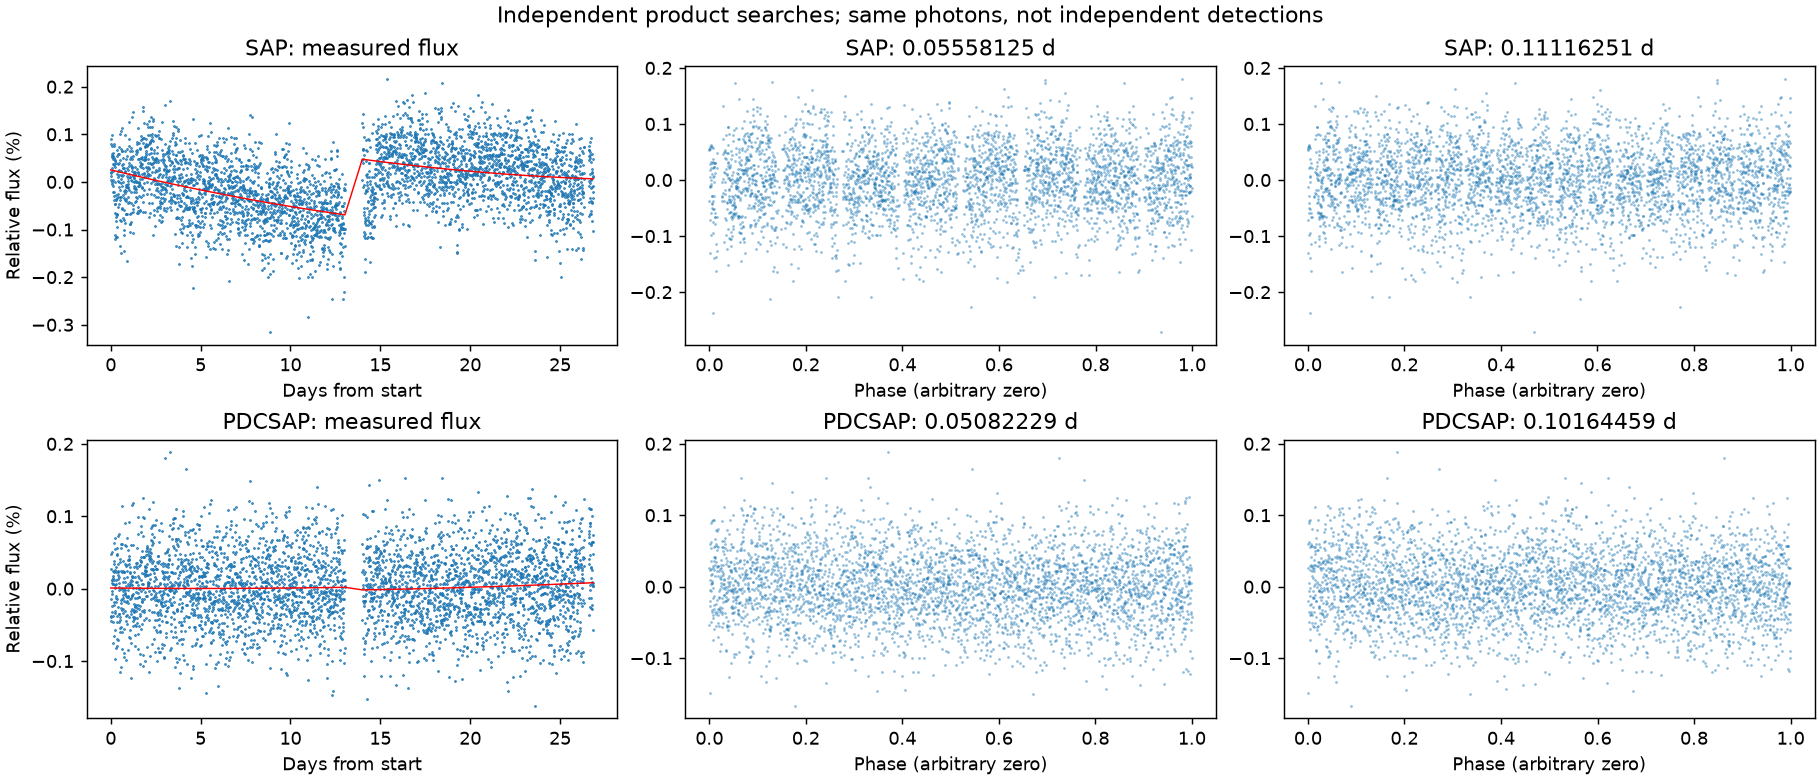 Independent product searches; same photons, not independent detections
SAP: measured flux
SAP: 0.05558125 d
SAP: 0.11116251 d
Relative flux (%)
0.2
0.1
0.0
−0.1
−0.2
−0.3
0 5 10 15 20 25
Days from start
0.2
0.1
0.0
−0.1
−0.2
0.0 0.2 0.4 0.6 0.8 1.0
Phase (arbitrary zero)
0.2
0.1
0.0
−0.1
−0.2
0.0 0.2 0.4 0.6 0.8 1.0
Phase (arbitrary zero)
PDCSAP: measured flux
PDCSAP: 0.05082229 d
PDCSAP: 0.10164459 d
Relative flux (%)
0.2
0.1
0.0
−0.1
0 5 10 15 20 25
Days from start
0.2
0.1
0.0
−0.1
0.0 0.2 0.4 0.6 0.8 1.0
Phase (arbitrary zero)
0.2
0.1
0.0
−0.1
0.0 0.2 0.4 0.6 0.8 1.0
Phase (arbitrary zero)